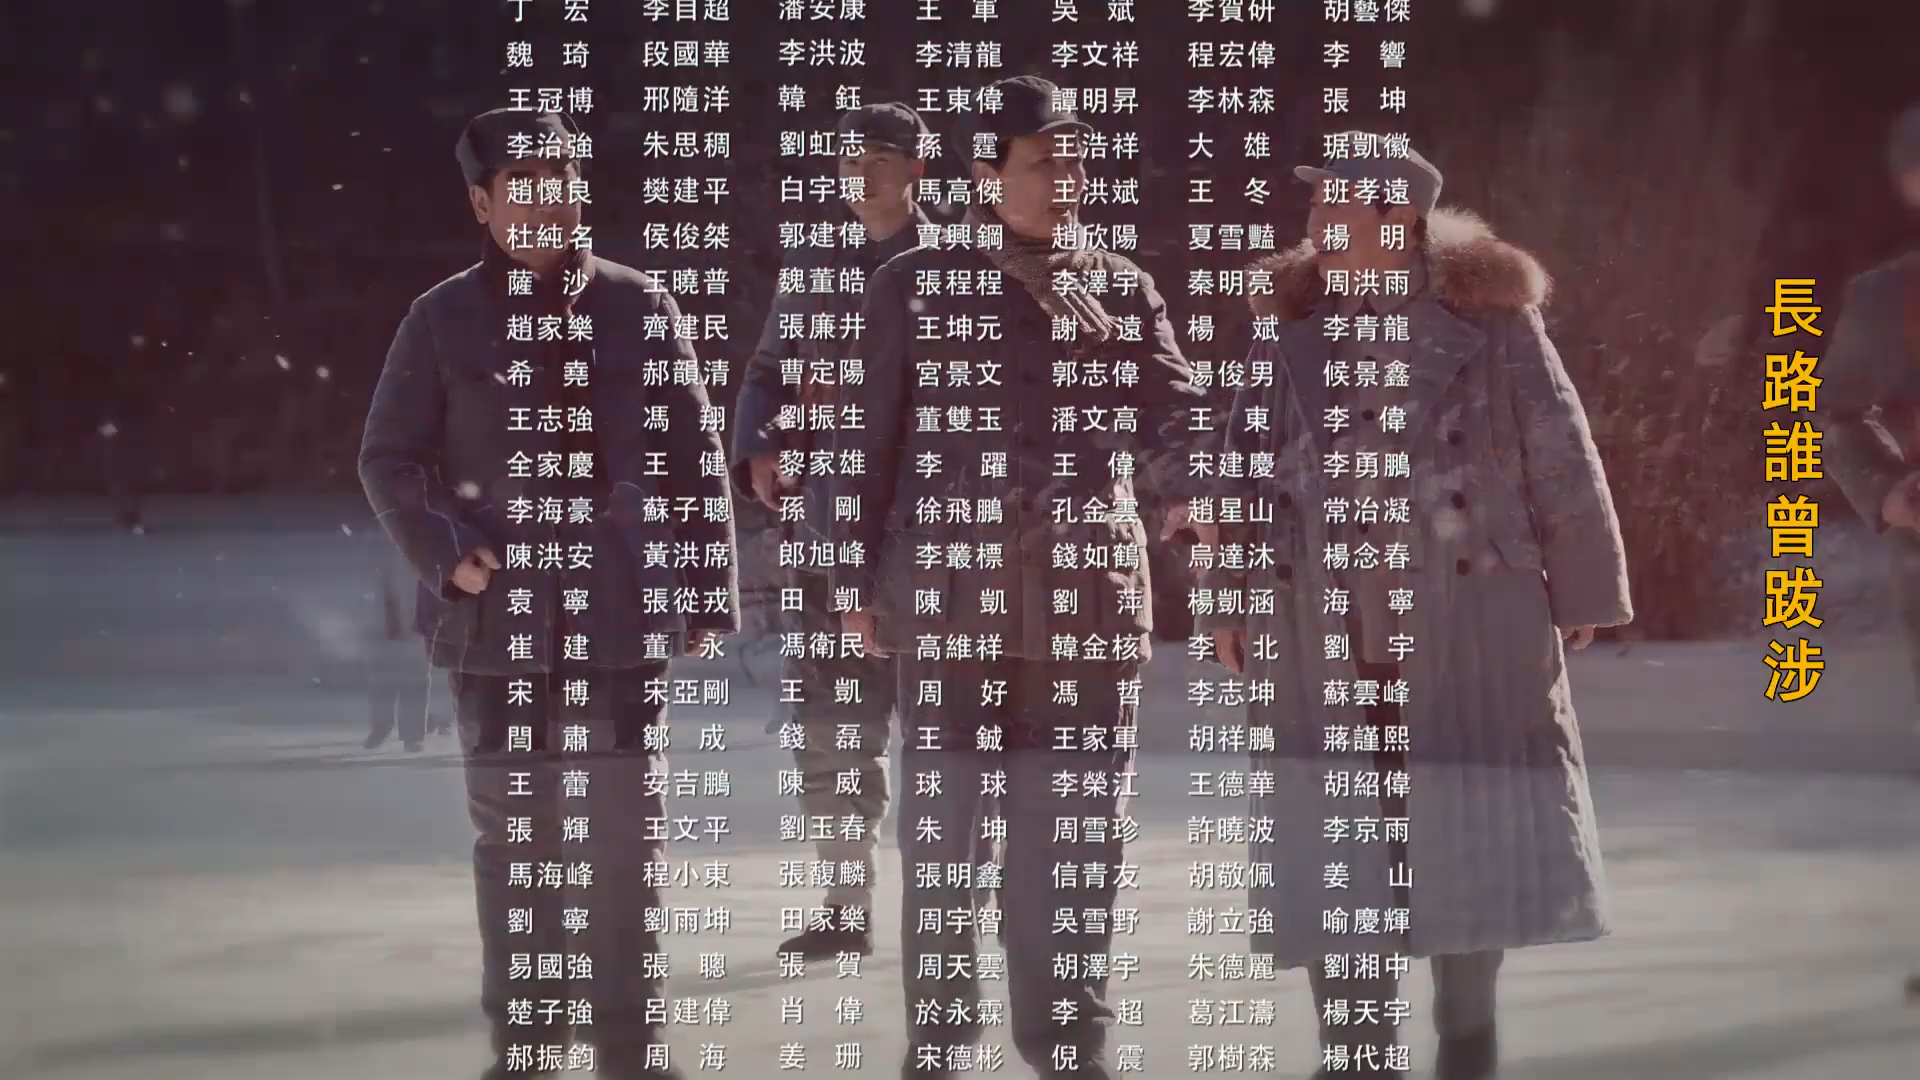 丁　宏 李自超 潘安康 王　軍 吳　斌 李賀研 胡藝傑
魏　琦 段國華 李洪波 李清龍 李文祥 程宏偉 李　響
王冠博 邢隨洋 韓　鈺 王東偉 譚明昇 李林森 張　坤
李治強 朱思稠 劉虹志 孫　霆 王浩祥 大　雄 琚凱徽
趙懷良 樊建平 白宇環 馬高傑 王洪斌 王　冬 班孝遠
杜純名 侯俊桀 郭建偉 賈興鋼 趙欣陽 夏雪豔 楊　明
薩　沙 王曉普 魏董皓 張程程 李澤宇 秦明亮 周洪雨
趙家樂 齊建民 張廉井 王坤元 謝　遠 楊　斌 李青龍
希　堯 郝韻清 曹定陽 宮景文 郭志偉 湯俊男 候景鑫
王志強 馮　翔 劉振生 董雙玉 潘文高 王　東 李　偉
全家慶 王　健 黎家雄 李　躍 王　偉 宋建慶 李勇鵬
李海豪 蘇子聰 孫　剛 徐飛鵬 孔金雲 趙星山 常冶凝
陳洪安 黃洪席 郎旭峰 李叢標 錢如鶴 烏達沐 楊念春
袁　寧 張從戎 田　凱 陳　凱 劉　萍 楊凱涵 海　寧
崔　建 董　永 馮衛民 高維祥 韓金核 李　北 劉　宇
宋　博 宋亞剛 王　凱 周　好 馮　哲 李志坤 蘇雲峰
閆　肅 鄒　成 錢　磊 王　鋮 王家軍 胡祥鵬 蔣謹熙
王　蕾 安吉鵬 陳　威 球　球 李榮江 王德華 胡紹偉
張　輝 王文平 劉玉春 朱　坤 周雪珍 許曉波 李京雨
馬海峰 程小東 張馥麟 張明鑫 信青友 胡敬佩 姜　山
劉　寧 劉雨坤 田家樂 周宇智 吳雪野 謝立強 喻慶輝
易國強 張　聰 張　賀 周天雲 胡澤宇 朱德麗 劉湘中
楚子強 呂建偉 肖　偉 於永霖 李　超 葛江濤 楊天宇
郝振鈞 周　海 姜　珊 宋德彬 倪　震 郭樹森 楊代超
長路誰曾跋涉